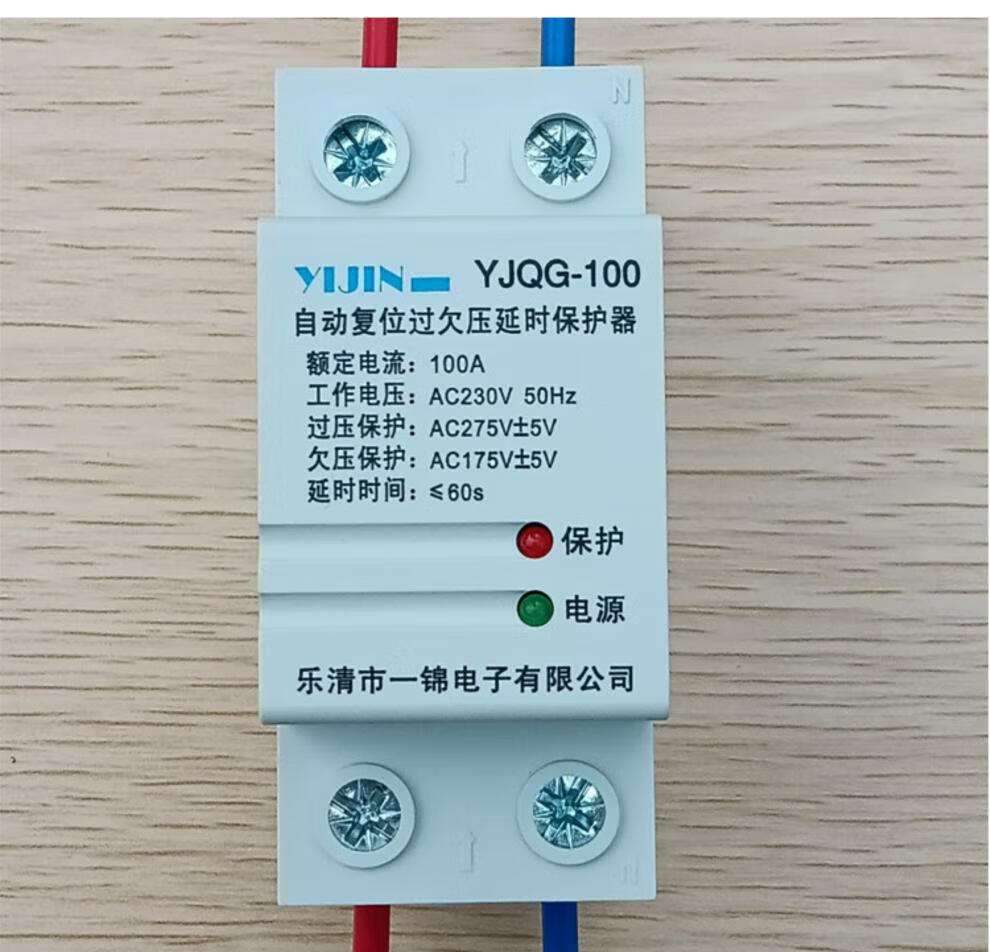 N
YIJIN YJQG-100
自动复位过欠压延时保护器
额定电流：100A
工作电压：AC230V 50Hz
过压保护：AC275V±5V
欠压保护：AC175V±5V
延时时间：≤60s
保护
电源
乐清市一锦电子有限公司
N